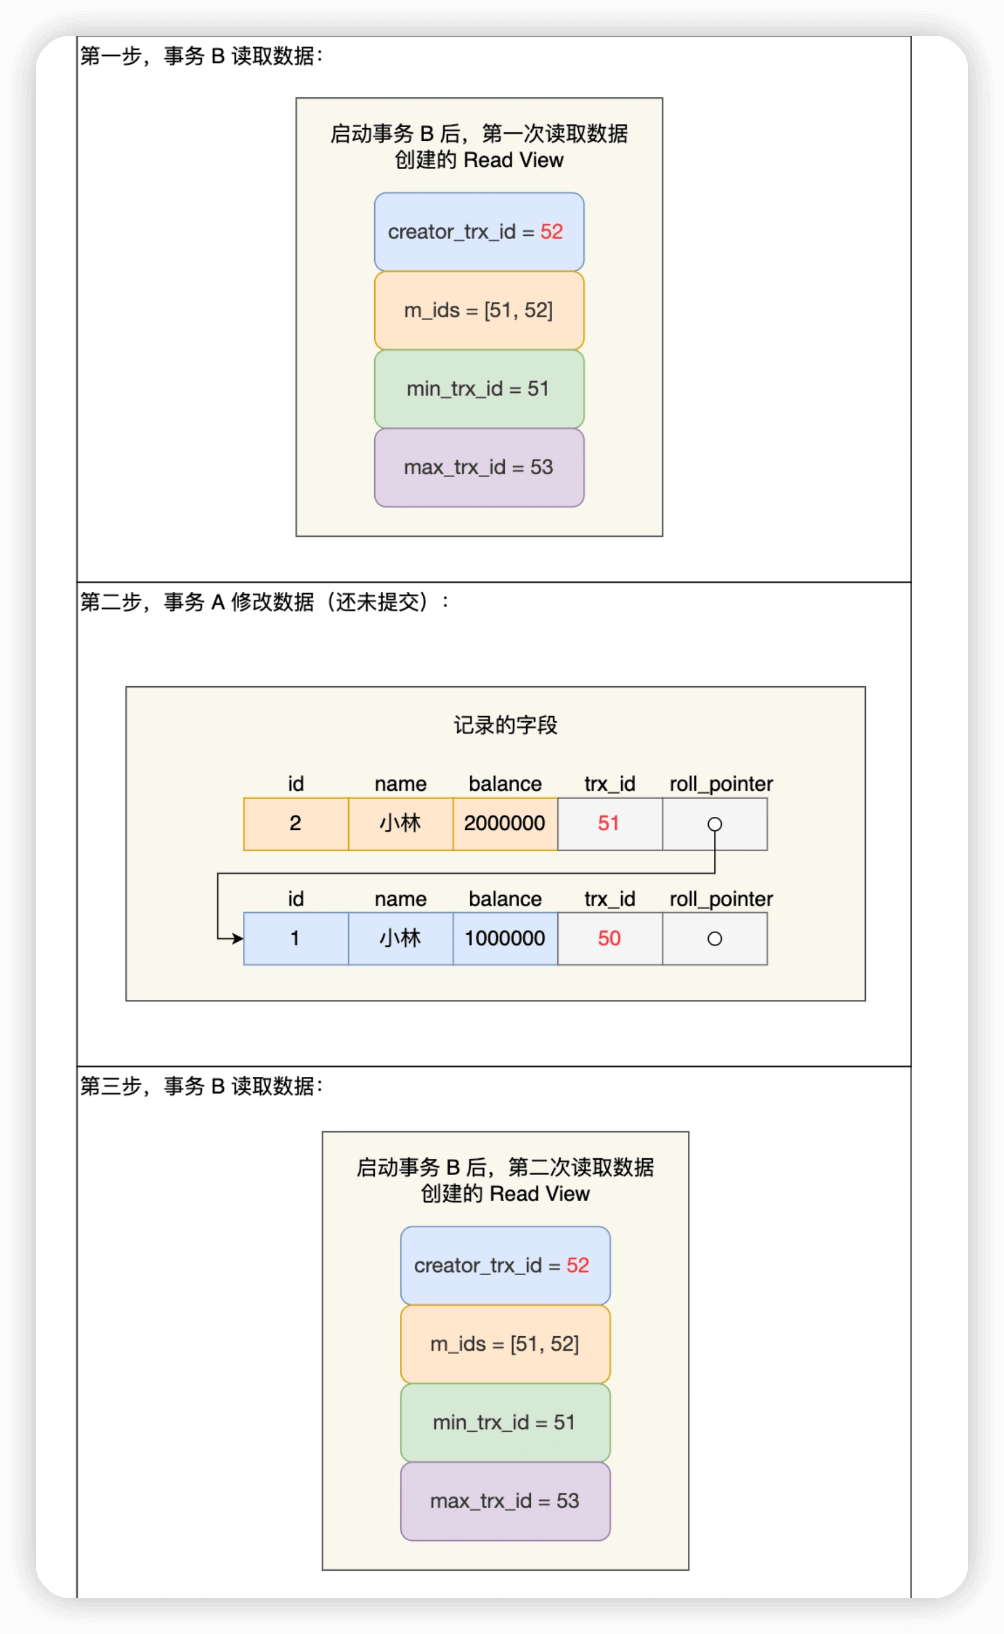 第一步，事务 B 读取数据：
启动事务 B 后，第一次读取数据
创建的 Read View
creator_trx_id = 52
m_ids = [51, 52]
min_trx_id = 51
max_trx_id = 53
第二步，事务 A 修改数据（还未提交）：
记录的字段
id name balance trx_id roll_pointer
2 小林 2000000 51
id name balance trx_id roll_pointer
1 小林 1000000 50
第三步，事务 B 读取数据：
启动事务 B 后，第二次读取数据
创建的 Read View
creator_trx_id = 52
m_ids = [51, 52]
min_trx_id = 51
max_trx_id = 53